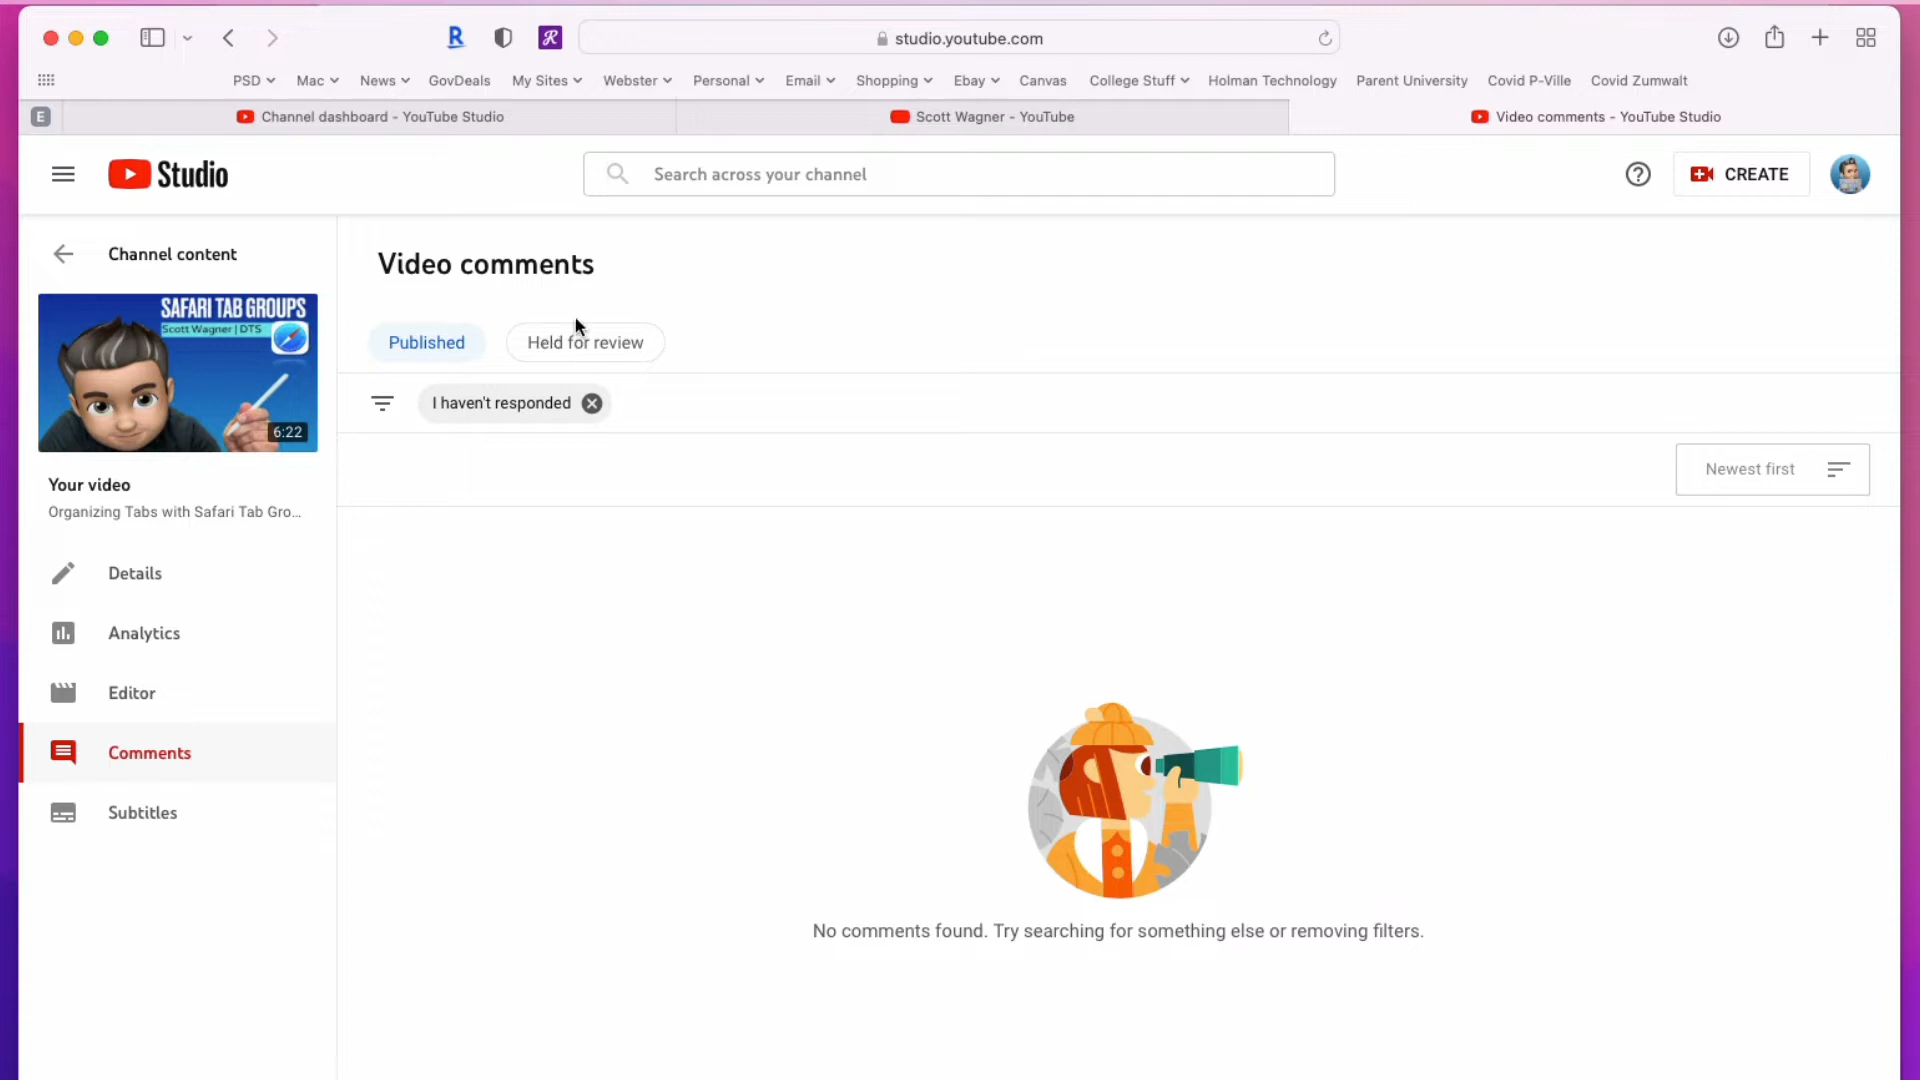 studio.youtube.com
PSD Mac News GovDeals My Sites Webster Personal Email Shopping Ebay Canvas College Stuff Holman Technology Parent University Covid P-Ville Covid Zumwalt
E Channel dashboard - YouTube Studio Scott Wagner - YouTube Video comments - YouTube Studio
Studio
Search across your channel
CREATE
Channel content
SAFARI TAB GROUPS
Scott Wagner | DTS
6:22
Your video
Organizing Tabs with Safari Tab Gro...
Details
Analytics
Editor
Comments
Subtitles
Video comments
Published Held for review
I haven't responded
Newest first
No comments found. Try searching for something else or removing filters.